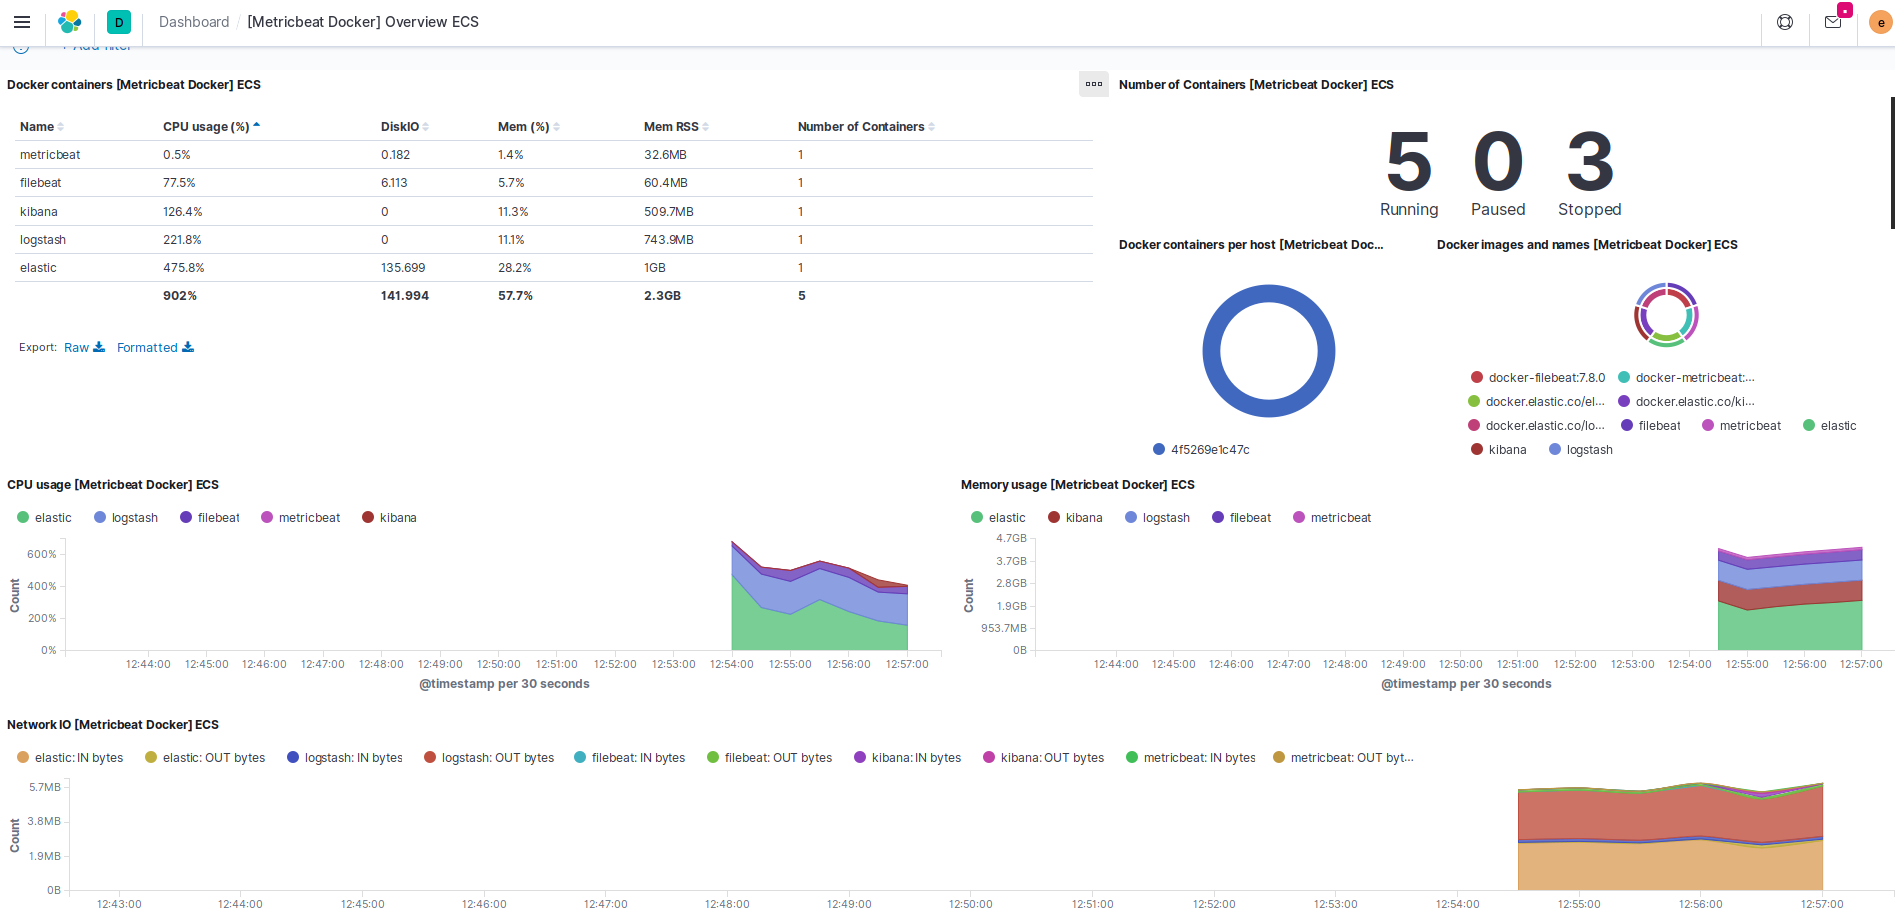 D Dashboard / [Metricbeat Docker] Overview ECS e
+ Add filter
Docker containers [Metricbeat Docker] ECS
Name CPU usage (%) DiskIO Mem (%) Mem RSS Number of Containers
metricbeat 0.5% 0.182 1.4% 32.6MB 1
filebeat 77.5% 6.113 5.7% 60.4MB 1
kibana 126.4% 0 11.3% 509.7MB 1
logstash 221.8% 0 11.1% 743.9MB 1
elastic 475.8% 135.699 28.2% 1GB 1
902% 141.994 57.7% 2.3GB 5
Export: Raw Formatted
Number of Containers [Metricbeat Docker] ECS
5 0 3
Running Paused Stopped
Docker containers per host [Metricbeat Doc...
4f5269e1c47c
Docker images and names [Metricbeat Docker] ECS
docker-filebeat:7.8.0 docker-metricbeat:...
docker.elastic.co/el... docker.elastic.co/ki...
docker.elastic.co/lo... filebeat metricbeat elastic
kibana logstash
CPU usage [Metricbeat Docker] ECS
elastic logstash filebeat metricbeat kibana
600%
400%
200%
0%
Count
12:44:00 12:45:00 12:46:00 12:47:00 12:48:00 12:49:00 12:50:00 12:51:00 12:52:00 12:53:00 12:54:00 12:55:00 12:56:00 12:57:00
@timestamp per 30 seconds
Memory usage [Metricbeat Docker] ECS
elastic kibana logstash filebeat metricbeat
4.7GB
3.7GB
2.8GB
1.9GB
953.7MB
0B
Count
12:44:00 12:45:00 12:46:00 12:47:00 12:48:00 12:49:00 12:50:00 12:51:00 12:52:00 12:53:00 12:54:00 12:55:00 12:56:00 12:57:00
@timestamp per 30 seconds
Network IO [Metricbeat Docker] ECS
elastic: IN bytes elastic: OUT bytes logstash: IN bytes logstash: OUT bytes filebeat: IN bytes filebeat: OUT bytes kibana: IN bytes kibana: OUT bytes metricbeat: IN bytes metricbeat: OUT byt...
5.7MB
3.8MB
1.9MB
0B
Count
12:43:00 12:44:00 12:45:00 12:46:00 12:47:00 12:48:00 12:49:00 12:50:00 12:51:00 12:52:00 12:53:00 12:54:00 12:55:00 12:56:00 12:57:00